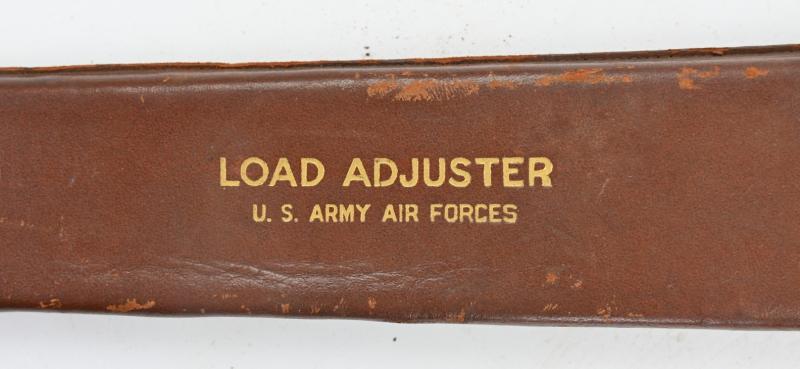 LOAD ADJUSTER
U. S. ARMY AIR FORCES